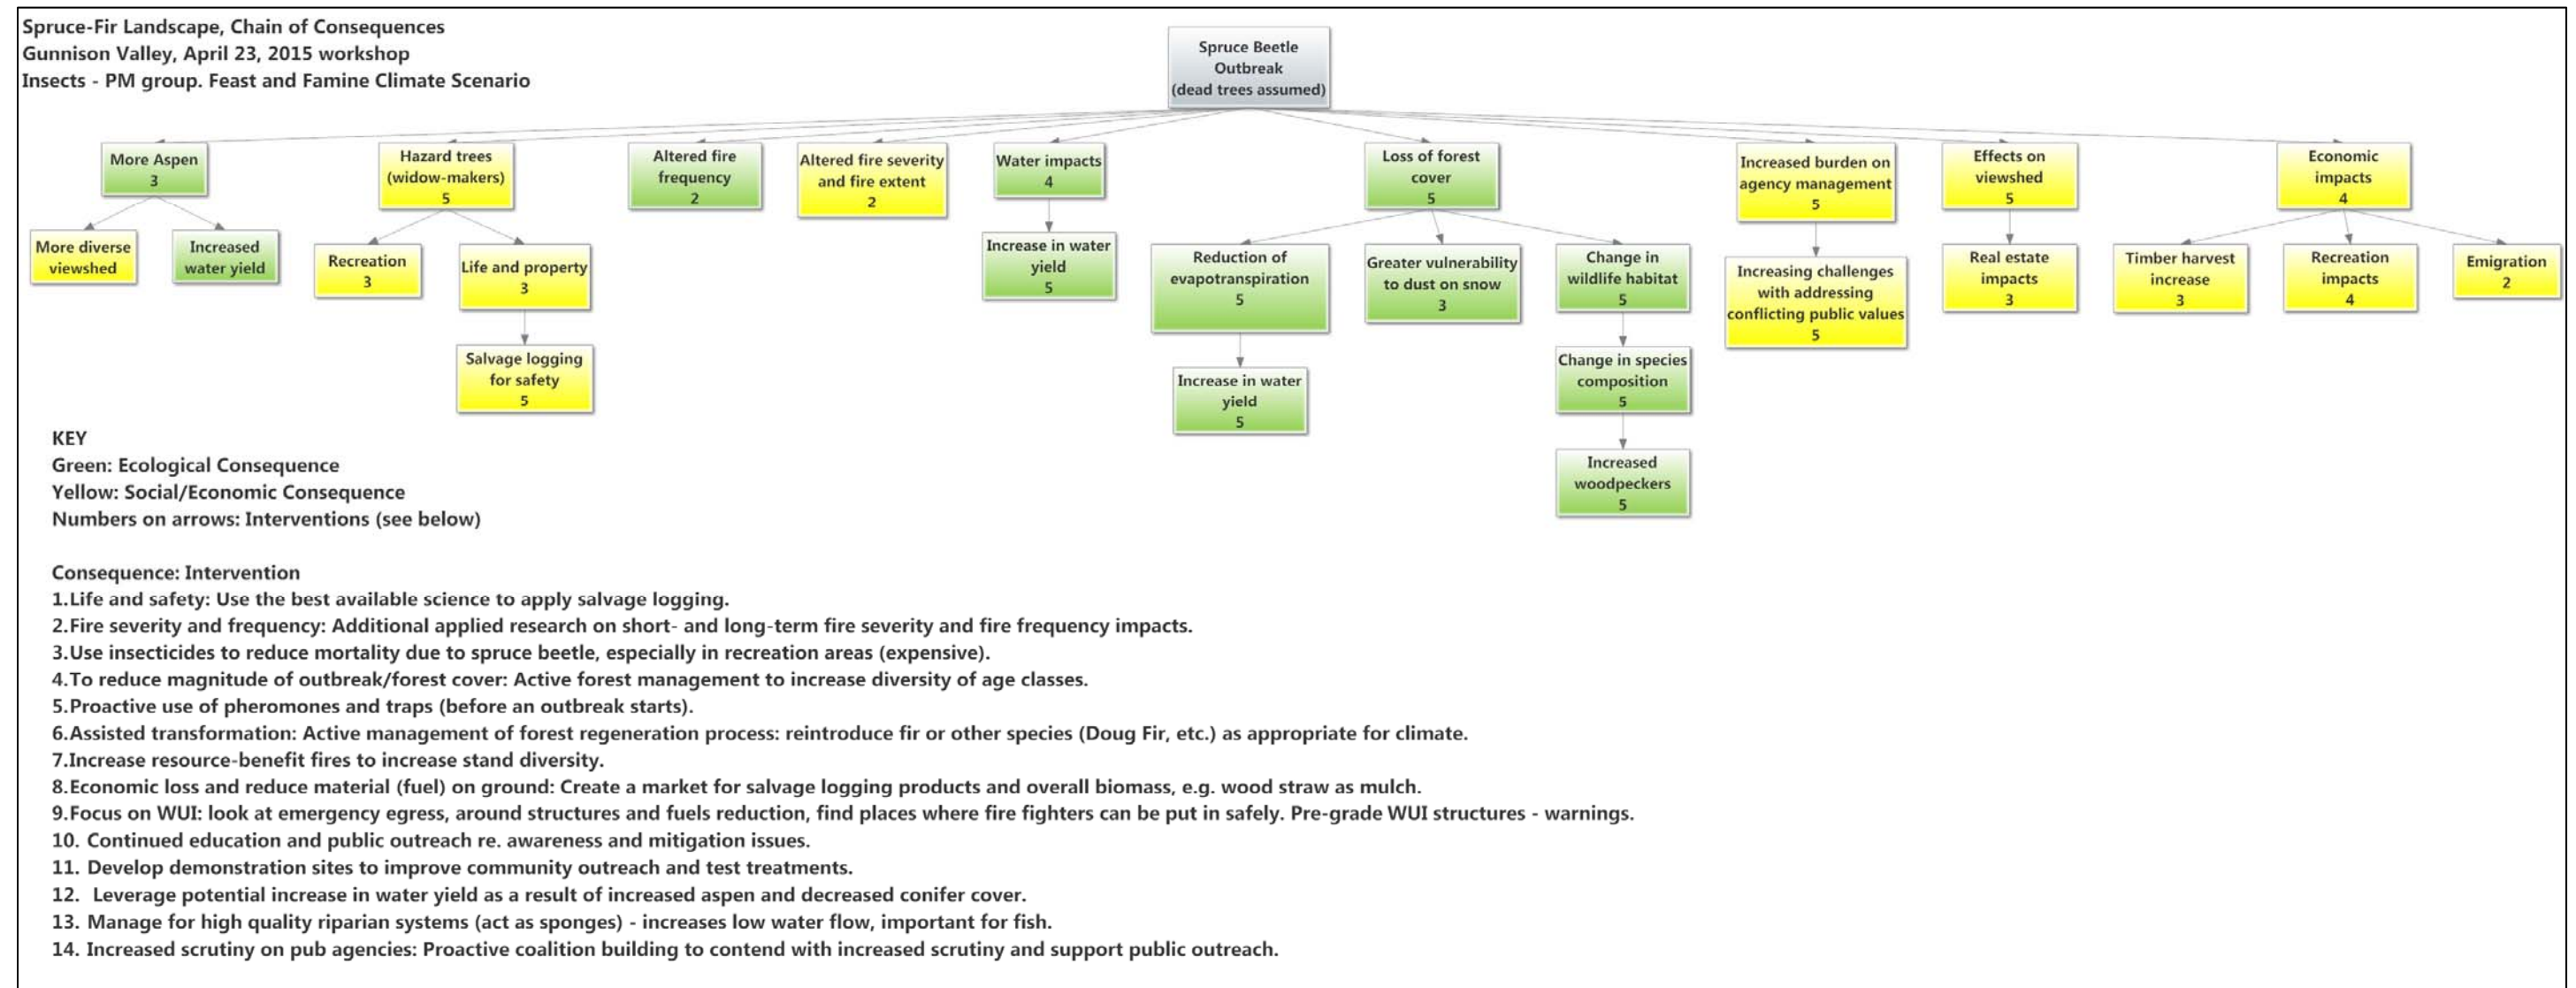 Spruce-Fir Landscape, Chain of Consequences
Gunnison Valley, April 23, 2015 workshop
Insects - PM group. Feast and Famine Climate Scenario
Spruce Beetle
Outbreak
(dead trees assumed)
More Aspen
3
Hazard trees
(widow-makers)
5
Altered fire
frequency
2
Altered fire severity
and fire extent
2
Water impacts
4
Loss of forest
cover
5
Increased burden on
agency management
5
Effects on
viewshed
5
Economic
impacts
4
More diverse
viewshed
Increased
water yield
Recreation
3
Life and property
3
Increase in water
yield
5
Reduction of
evapotranspiration
5
Greater vulnerability
to dust on snow
3
Change in
wildlife habitat
5
Increasing challenges
with addressing
conflicting public values
5
Real estate
impacts
3
Timber harvest
increase
3
Recreation
impacts
4
Emigration
2
Salvage logging
for safety
5
Increase in water
yield
5
Change in species
composition
5
Increased
woodpeckers
5
KEY
Green: Ecological Consequence
Yellow: Social/Economic Consequence
Numbers on arrows: Interventions (see below)
Consequence: Intervention
1.Life and safety: Use the best available science to apply salvage logging.
2.Fire severity and frequency: Additional applied research on short- and long-term fire severity and fire frequency impacts.
3.Use insecticides to reduce mortality due to spruce beetle, especially in recreation areas (expensive).
4.To reduce magnitude of outbreak/forest cover: Active forest management to increase diversity of age classes.
5.Proactive use of pheromones and traps (before an outbreak starts).
6.Assisted transformation: Active management of forest regeneration process: reintroduce fir or other species (Doug Fir, etc.) as appropriate for climate.
7.Increase resource-benefit fires to increase stand diversity.
8.Economic loss and reduce material (fuel) on ground: Create a market for salvage logging products and overall biomass, e.g. wood straw as mulch.
9.Focus on WUI: look at emergency egress, around structures and fuels reduction, find places where fire fighters can be put in safely. Pre-grade WUI structures - warnings.
10. Continued education and public outreach re. awareness and mitigation issues.
11. Develop demonstration sites to improve community outreach and test treatments.
12.  Leverage potential increase in water yield as a result of increased aspen and decreased conifer cover.
13. Manage for high quality riparian systems (act as sponges) - increases low water flow, important for fish.
14. Increased scrutiny on pub agencies: Proactive coalition building to contend with increased scrutiny and support public outreach.